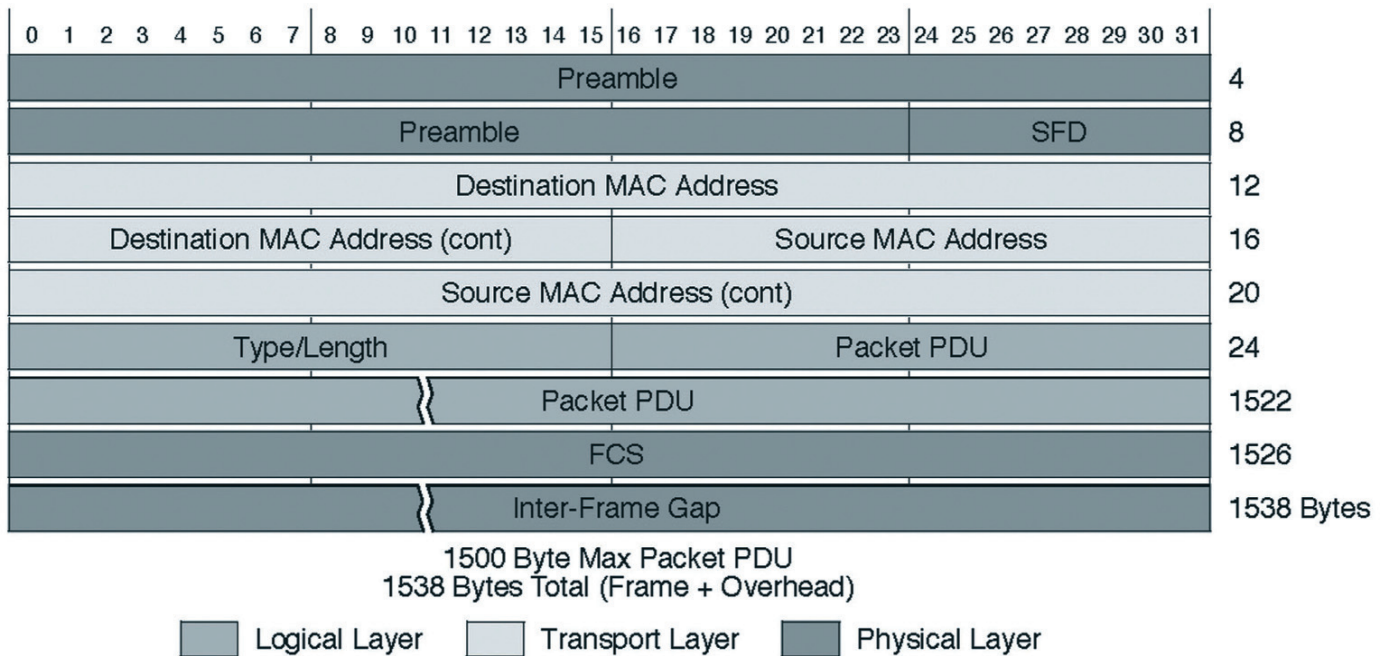 0 1 2 3 4 5 6 7 8 9 10 11 12 13 14 15 16 17 18 19 20 21 22 23 24 25 26 27 28 29 30 31
Preamble 4
Preamble SFD 8
Destination MAC Address 12
Destination MAC Address (cont) Source MAC Address 16
Source MAC Address (cont) 20
Type/Length Packet PDU 24
Packet PDU 1522
FCS 1526
Inter-Frame Gap 1538 Bytes
1500 Byte Max Packet PDU
1538 Bytes Total (Frame + Overhead)
Logical Layer Transport Layer Physical Layer